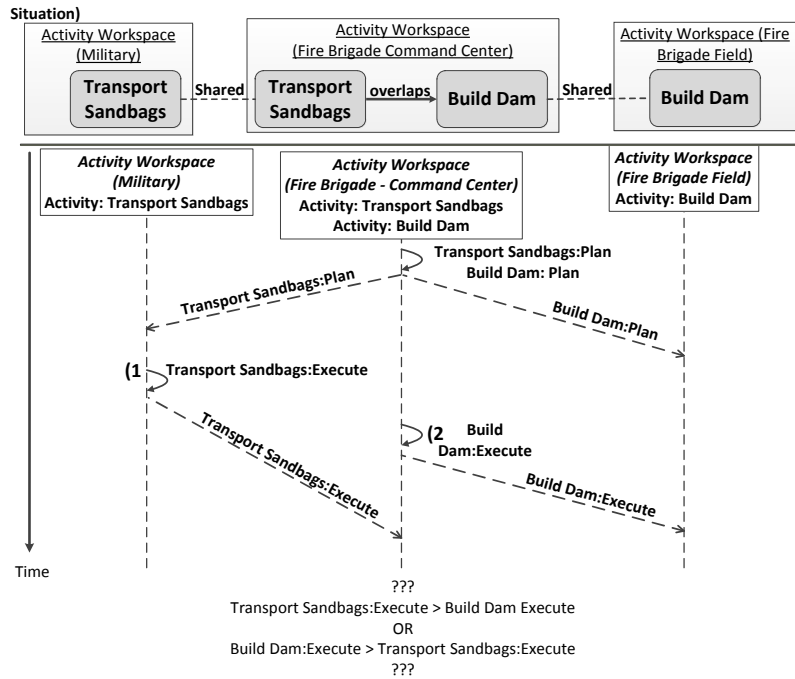 Situation)
Activity Workspace
(Military)
Transport
Sandbags
Shared
Activity Workspace
(Fire Brigade Command Center)
Transport
Sandbags
overlaps
Build Dam
Shared
Activity Workspace (Fire
Brigade Field)
Build Dam
Activity Workspace
(Military)
Activity: Transport Sandbags
Activity Workspace
(Fire Brigade - Command Center)
Activity: Transport Sandbags
Activity: Build Dam
Activity Workspace
(Fire Brigade Field)
Activity: Build Dam
Transport Sandbags:Plan
Build Dam: Plan
Transport Sandbags:Plan
Build Dam:Plan
(1
Transport Sandbags:Execute
Transport Sandbags:Execute
(2
Build
Dam:Execute
Build Dam:Execute
Time
???
Transport Sandbags:Execute > Build Dam Execute
OR
Build Dam:Execute > Transport Sandbags:Execute
???